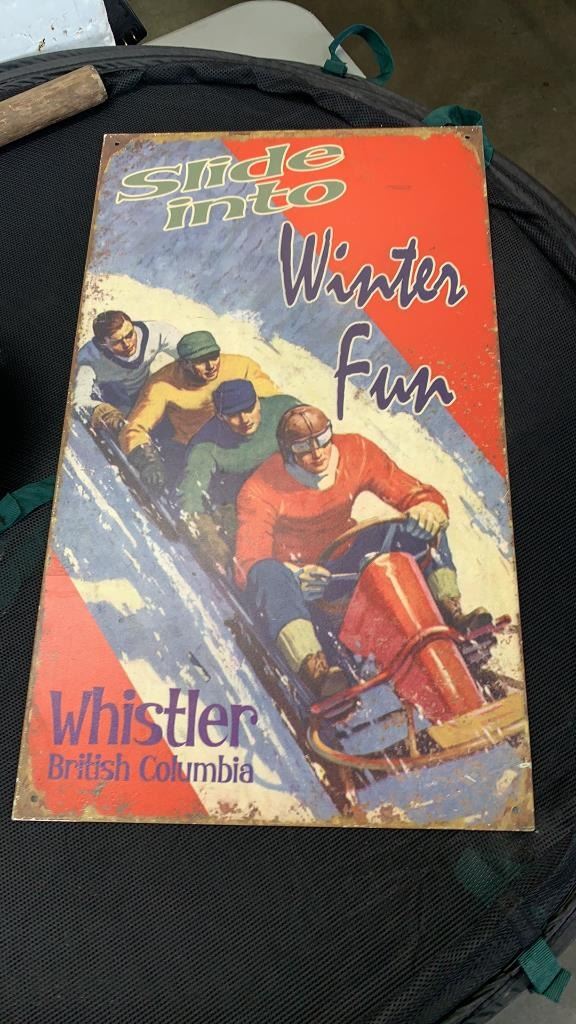 Slide
into
Winter
Fun
Whistler
British Columbia